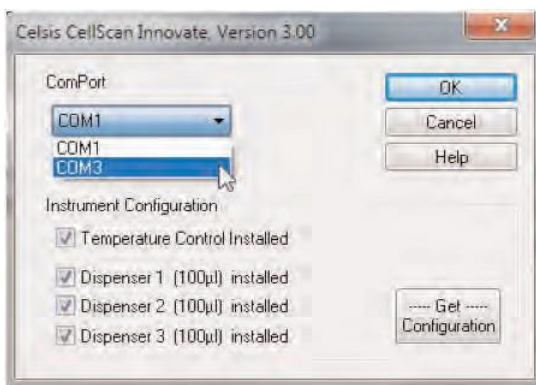 Celsis CellScan Innovate, Version 3.00
ComPort
OK
COM1
Cancel
COM1
COM3
Help
Instrument Configuration
Temperature Control Installed
Dispenser 1 (100µl) installed
Dispenser 2 (100µl) installed
Dispenser 3 (100µl) installed
----- Get -----
Configuration